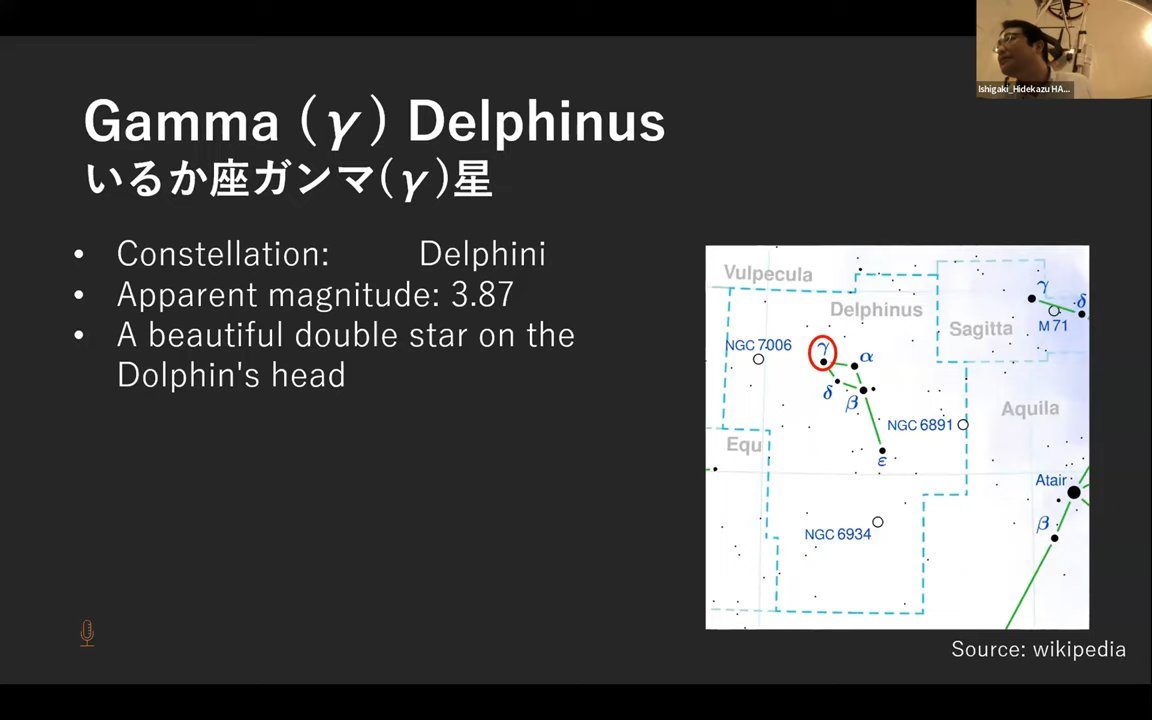 Ishigaki_Hidekazu HA...
Gamma (γ) Delphinus
いるか座ガンマ(γ)星
• Constellation: Delphini
• Apparent magnitude: 3.87
• A beautiful double star on the
Dolphin's head
Vulpecula
Delphinus
γ
δ
Sagitta
M 71
NGC 7006
γ
α
δ
β
Aquila
NGC 6891
Equ
ε
Atair
β
NGC 6934
Source: wikipedia